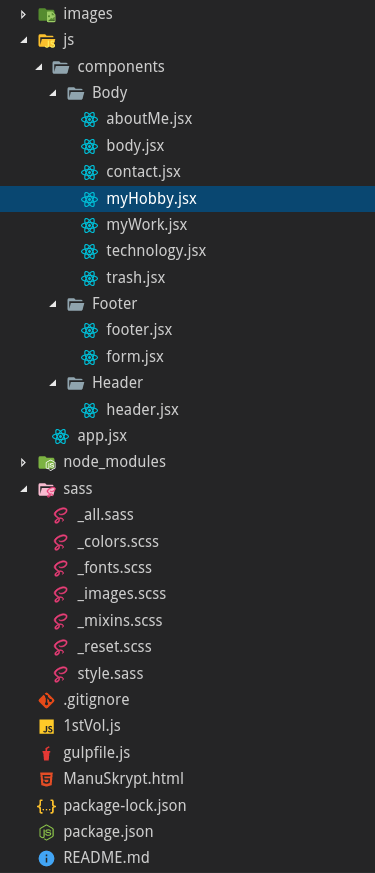 images
js
components
Body
aboutMe.jsx
body.jsx
contact.jsx
myHobby.jsx
myWork.jsx
technology.jsx
trash.jsx
Footer
footer.jsx
form.jsx
Header
header.jsx
app.jsx
node_modules
sass
_all.sass
_colors.scss
_fonts.scss
_images.scss
_mixins.scss
_reset.scss
style.sass
.gitignore
1stVol.js
gulpfile.js
ManuSkrypt.html
package-lock.json
package.json
README.md